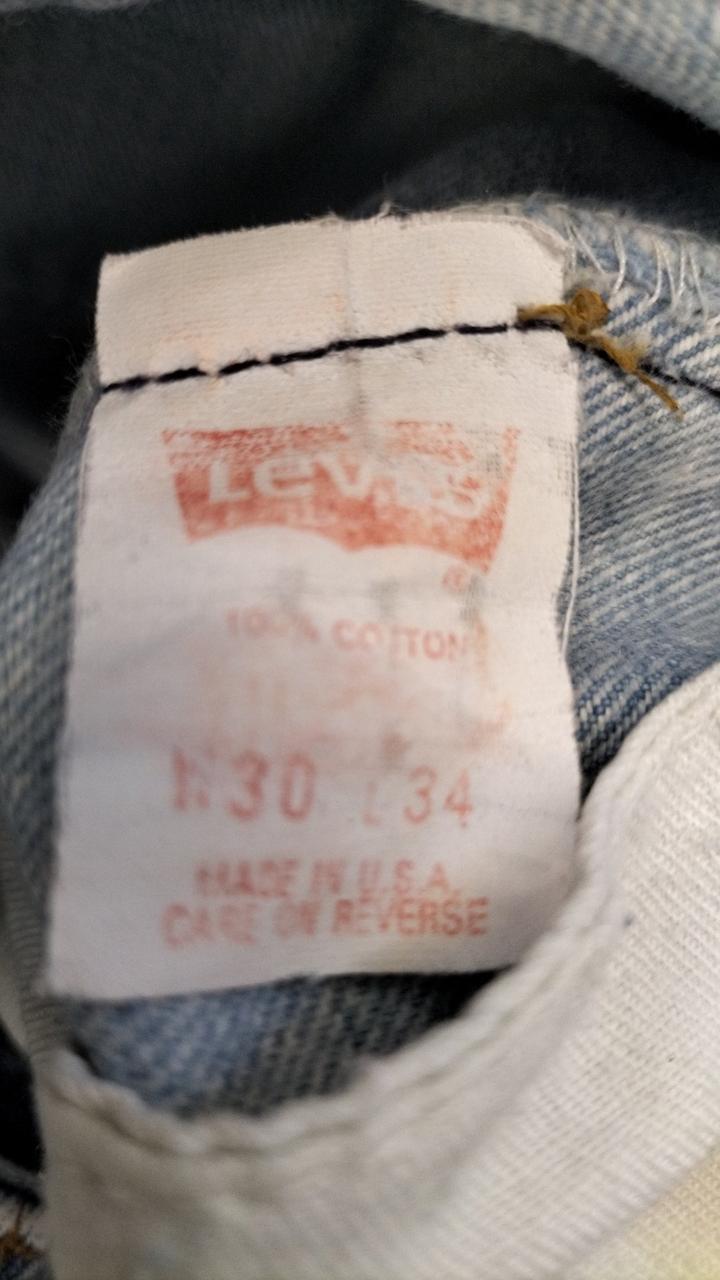 Levi's
®
100% COTTON
W30 L34
MADE IN U.S.A.
CARE ON REVERSE